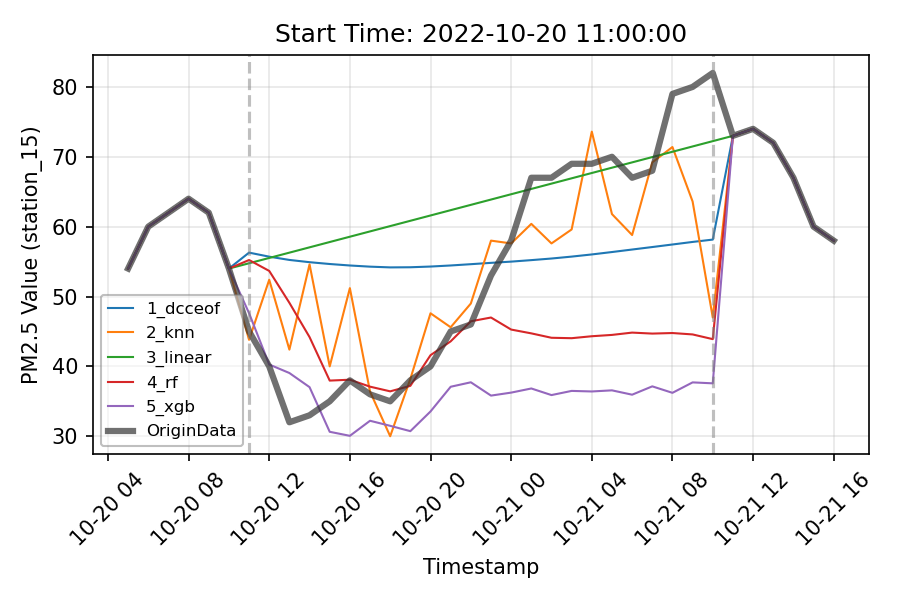 Start Time: 2022-10-20 11:00:00
PM2.5 Value (station_15)
80
70
60
50
40
30
1_dcceof
2_knn
3_linear
4_rf
5_xgb
OriginData
10-20 04
10-20 08
10-20 12
10-20 16
10-20 20
10-21 00
10-21 04
10-21 08
10-21 12
10-21 16
Timestamp